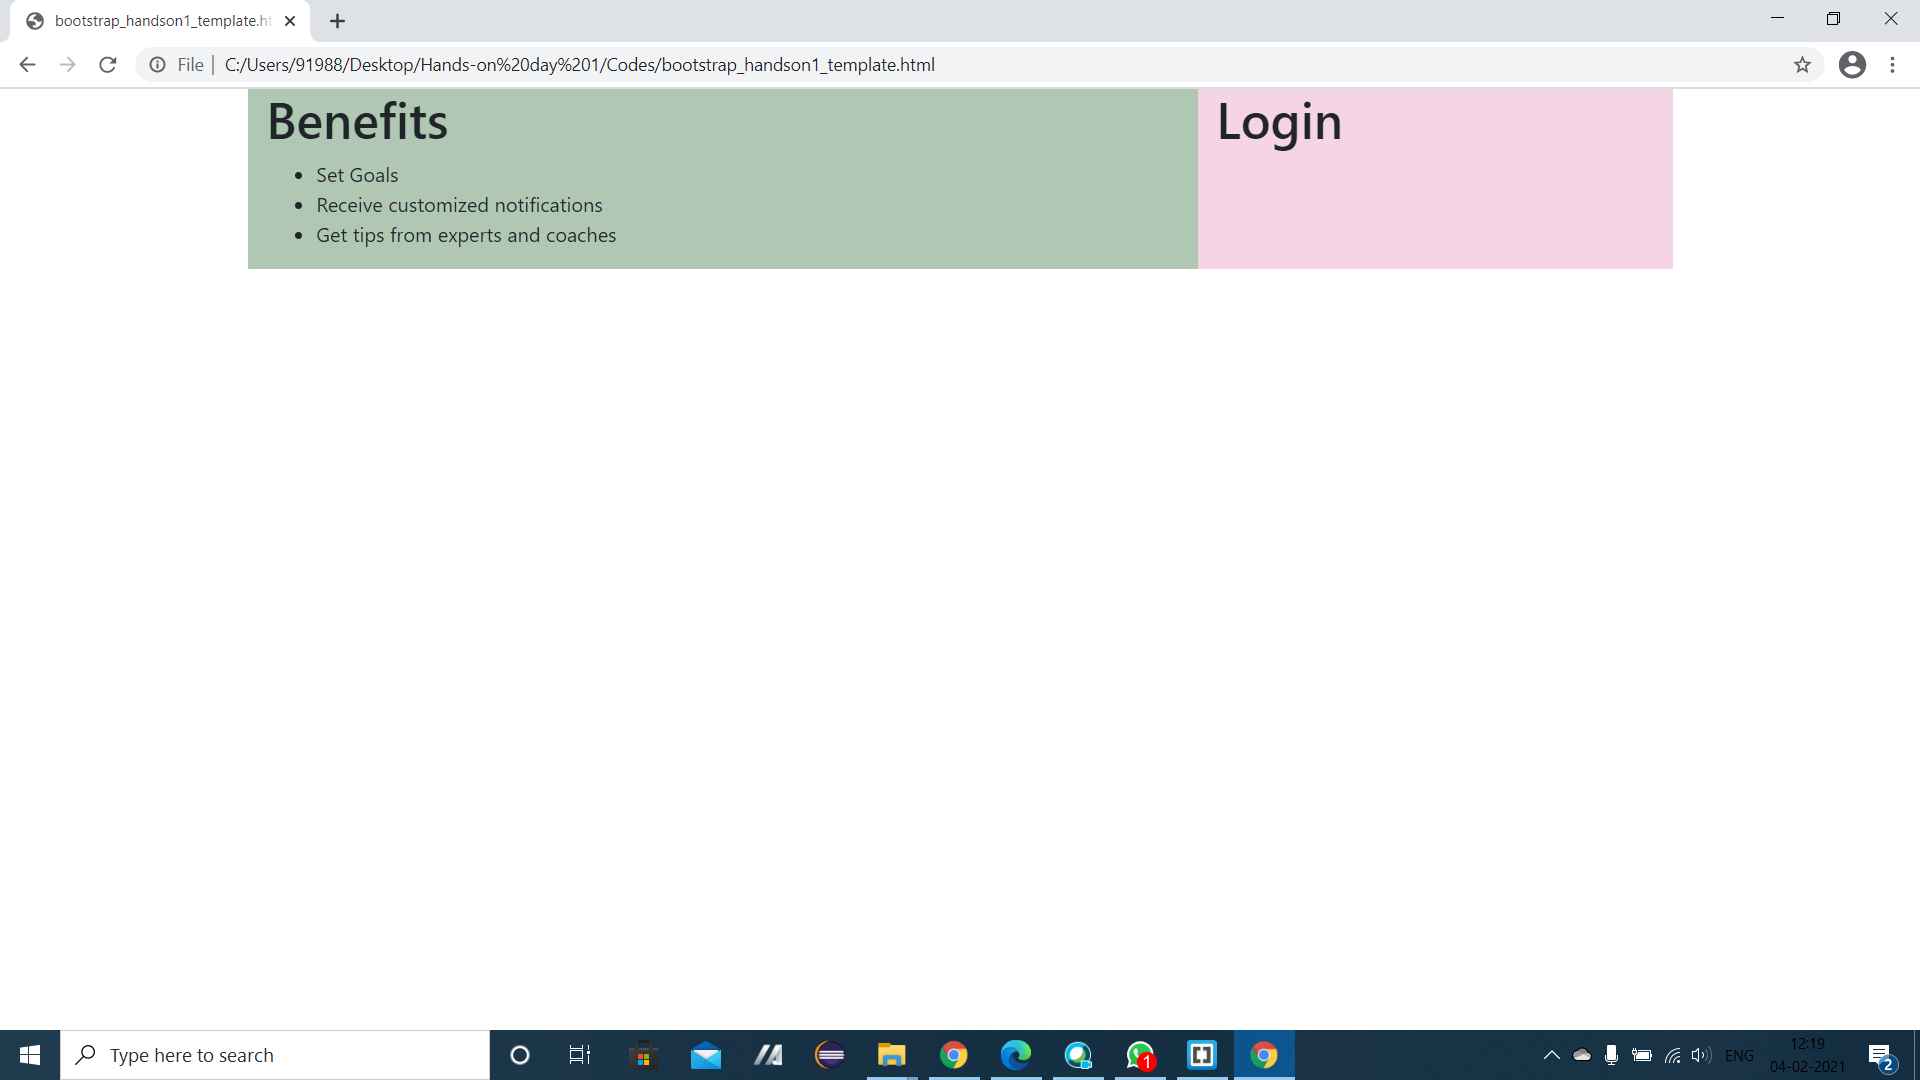 bootstrap_handson1_template.ht
File | C:/Users/91988/Desktop/Hands-on%20day%201/Codes/bootstrap_handson1_template.html
Benefits
Login
Set Goals
Receive customized notifications
Get tips from experts and coaches
Type here to search
1
ENG
12:19
04-02-2021
2